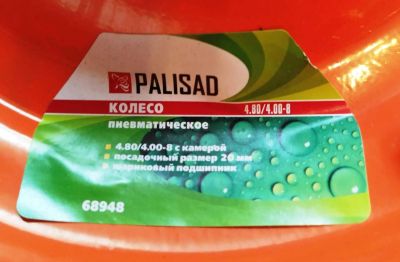 PALISAD
КОЛЕСО 4.80/4.00-8
пневматическое
4.80/4.00-8 с камерой
посадочный размер 20 мм
шариковый подшипник
68948